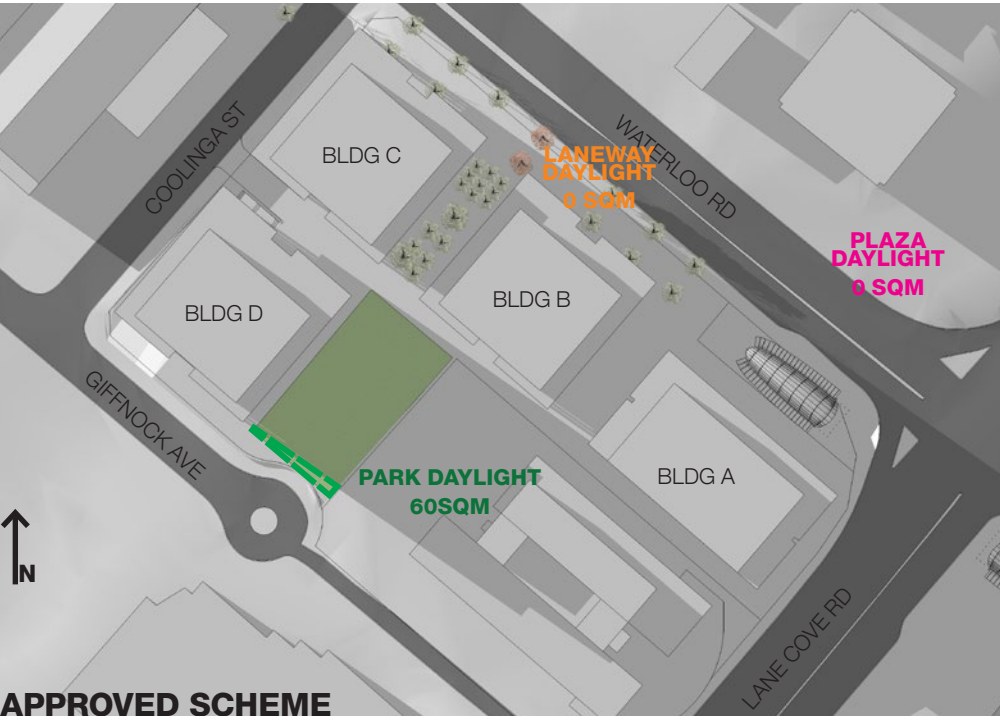 COOLINGA ST
BLDG C
WATERLOO RD
LANEWAY
DAYLIGHT
0 SQM
PLAZA
DAYLIGHT
0 SQM
BLDG B
BLDG D
GIFFNOCK AVE
PARK DAYLIGHT
60SQM
BLDG A
N
LANE COVE RD
APPROVED SCHEME